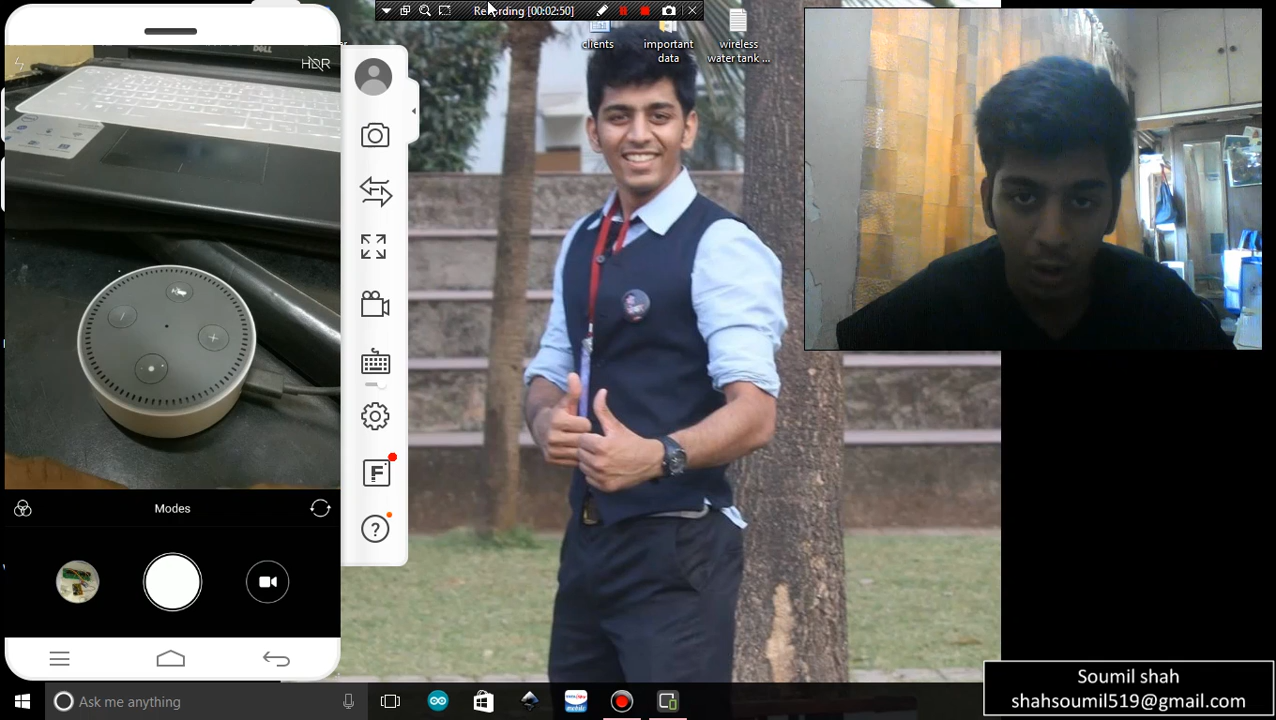 Recording [00:02:50]
clients
important
data
wireless
water tank ...
DELL
HDR
Modes
F
?
Ask me anything
Soumil shah
shahsoumil519@gmail.com